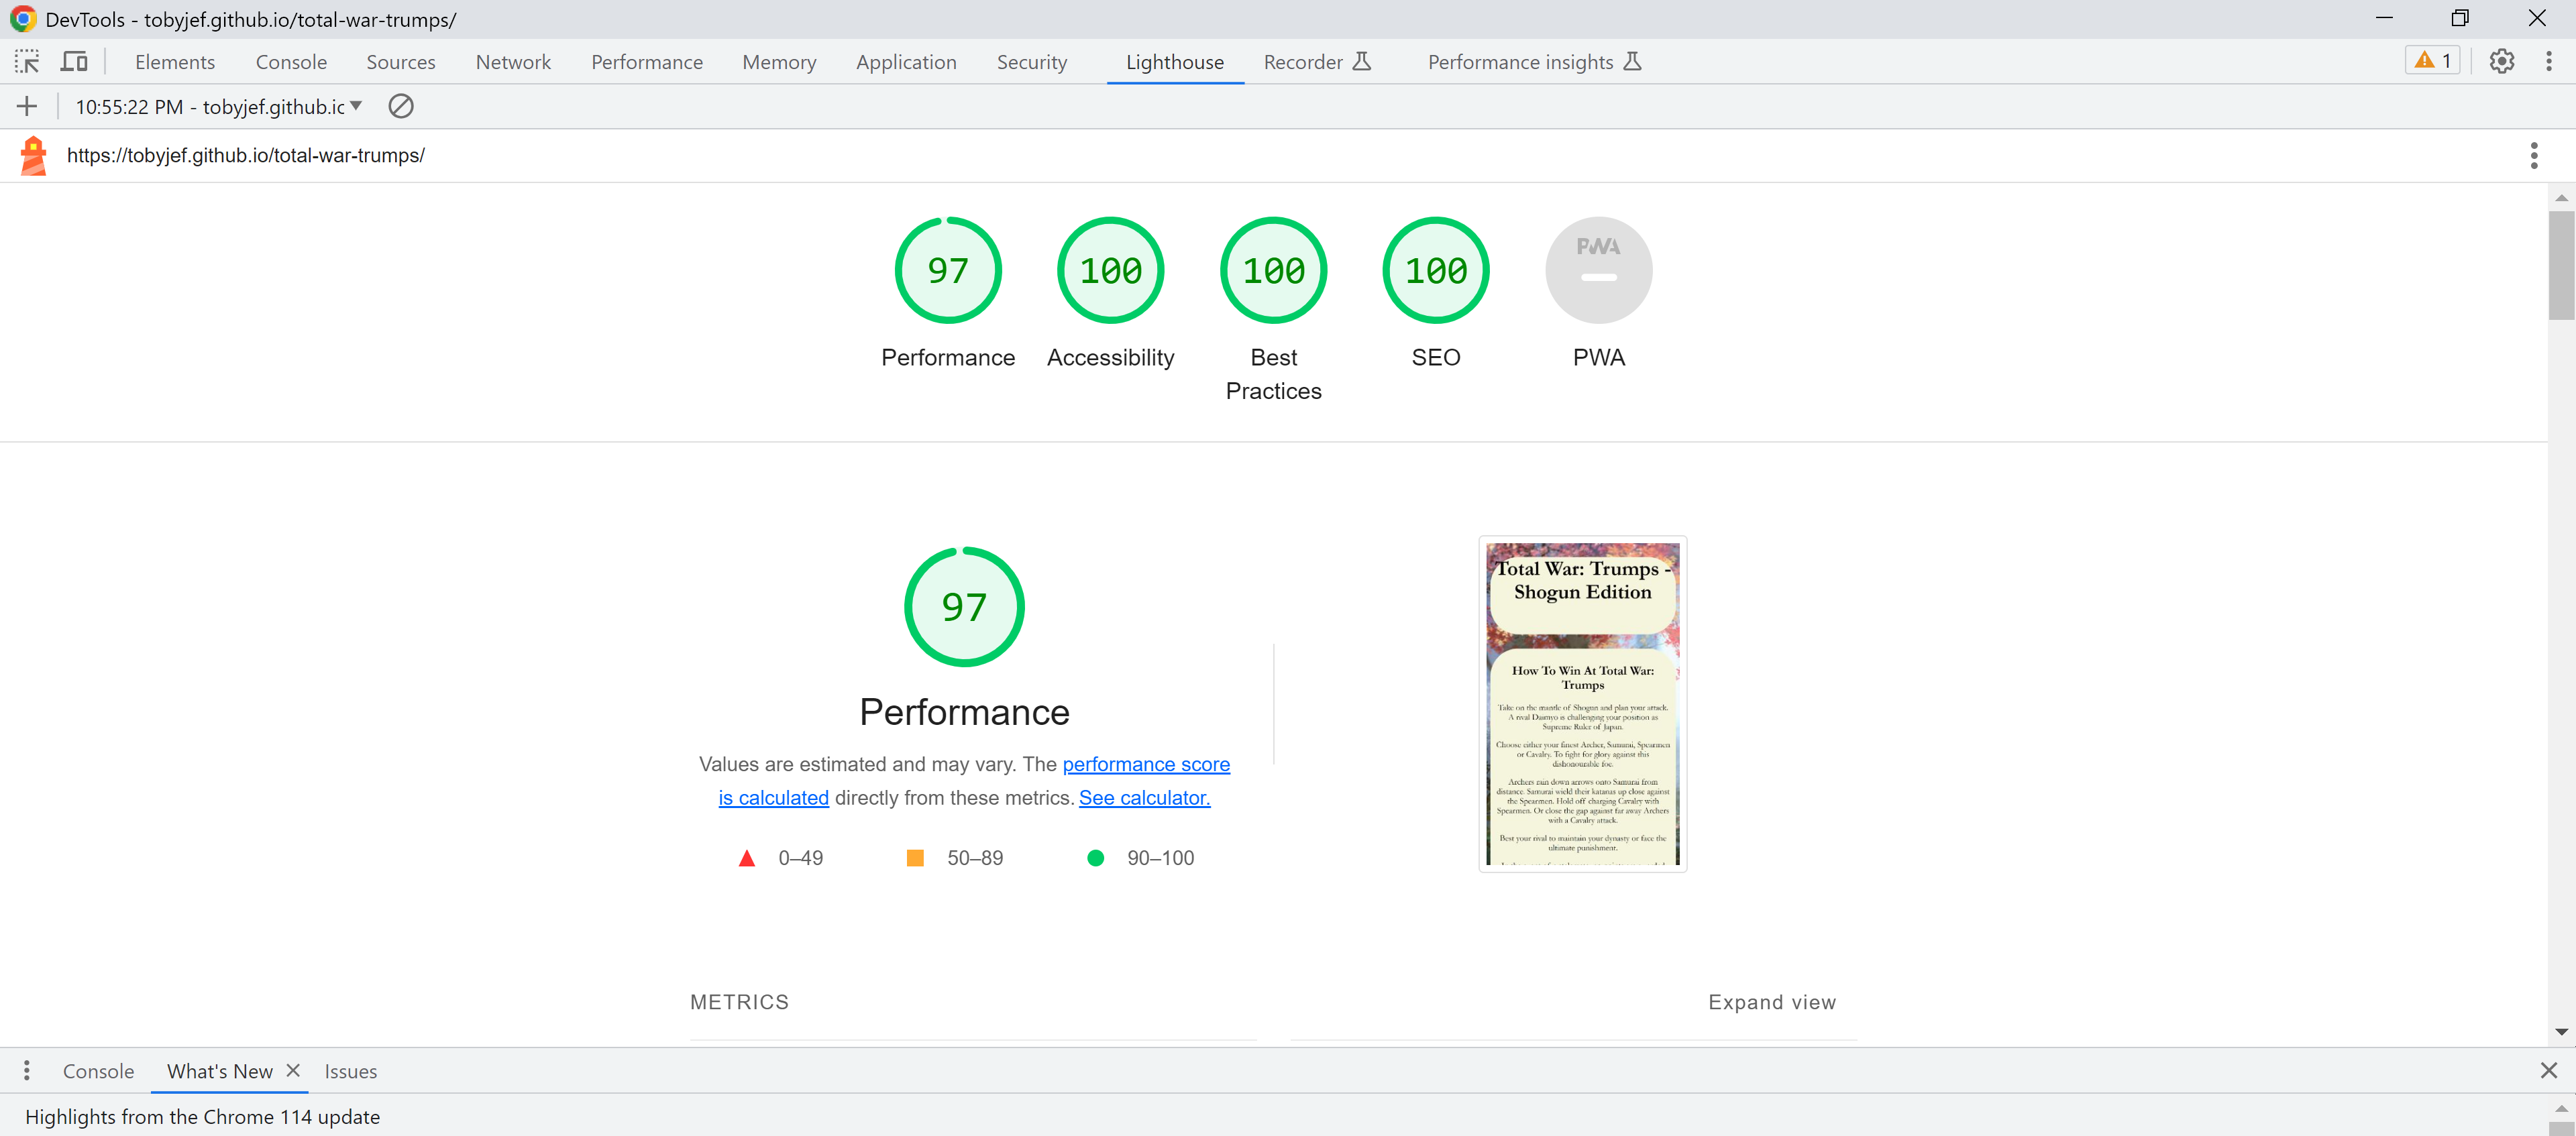 DevTools - tobyjef.github.io/total-war-trumps/
Elements Console Sources Network Performance Memory Application Security Lighthouse Recorder Performance insights 1
10:55:22 PM - tobyjef.github.ic
https://tobyjef.github.io/total-war-trumps/
97 100 100 100 PWA
Performance Accessibility Best Practices SEO PWA
97
Performance
Values are estimated and may vary. The performance score
is calculated directly from these metrics. See calculator.
0–49 50–89 90–100
Total War: Trumps -
Shogun Edition
How To Win At Total War:
Trumps
Take on the mantle of Shogun and plan your attack.
A rival Daimyo is challenging your position as
Supreme Ruler of Japan.
Choose either your finest Archer, Samurai, Spearmen
or Cavalry. To fight for glory against this
dishonourable foe.
Archers rain down arrows onto Samurai from
distance. Samurai wield their katanas up close against
the Spearmen. Hold off charging Cavalry with
Spearmen. Or close the gap against far away Archers
with a Cavalry attack.
Best your rival to maintain your dynasty or face the
ultimate punishment.
METRICS Expand view
Console What's New Issues
Highlights from the Chrome 114 update